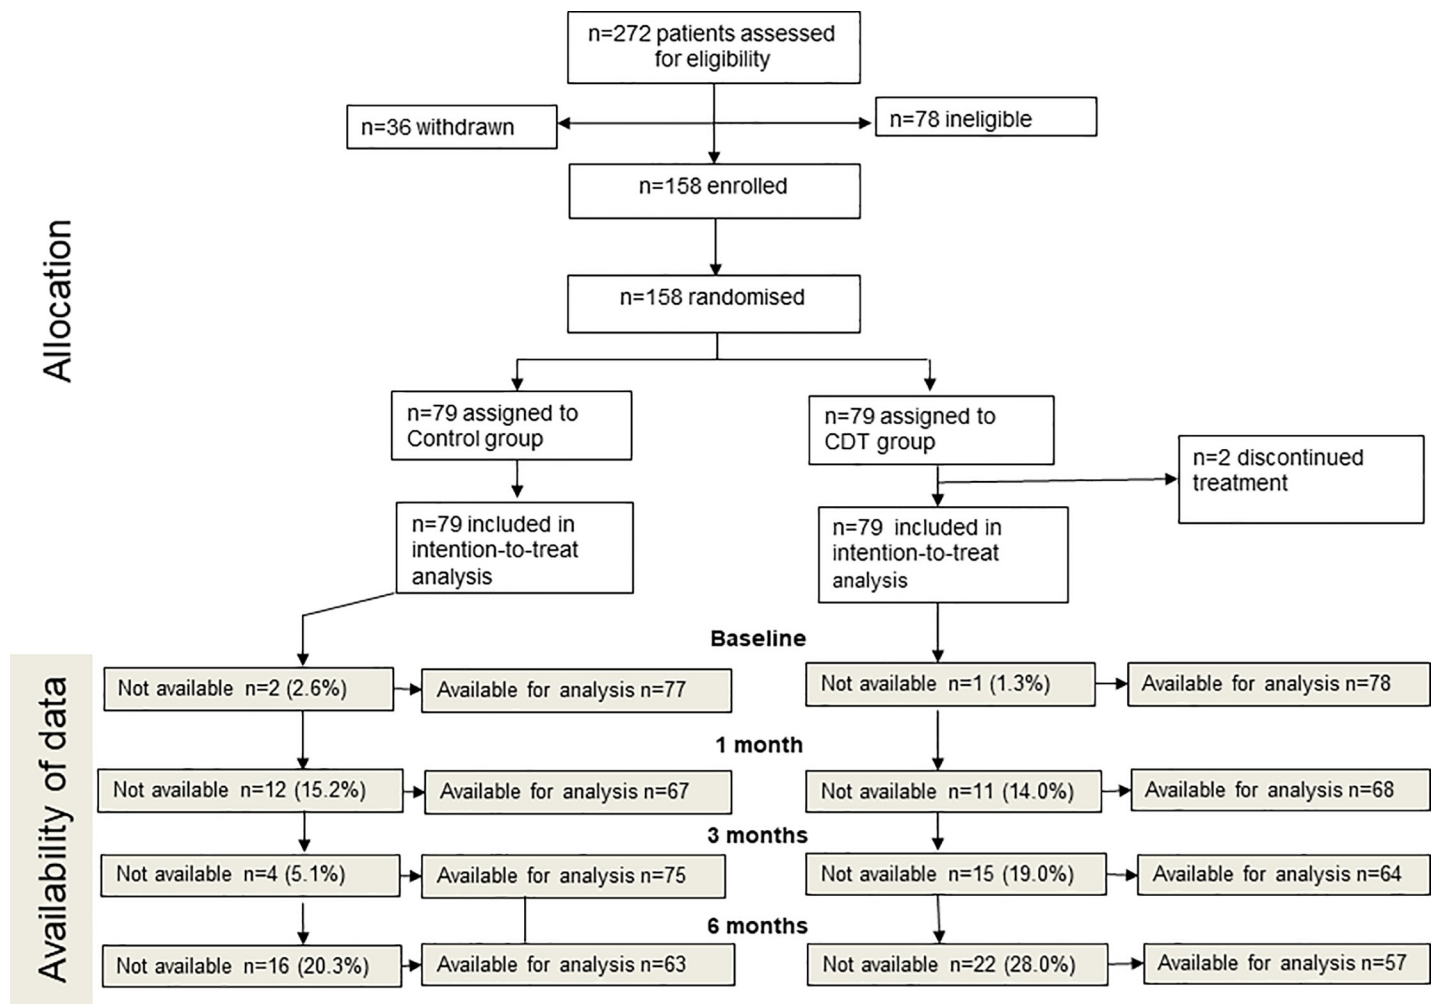 n=272 patients assessed
for eligibility
n=36 withdrawn
n=78 ineligible
n=158 enrolled
Allocation
n=158 randomised
n=79 assigned to
Control group
n=79 assigned to
CDT group
n=2 discontinued
treatment
n=79 included in
intention-to-treat
analysis
n=79 included in
intention-to-treat
analysis
Availability of data
Baseline
Not available n=2 (2.6%)
Available for analysis n=77
Not available n=1 (1.3%)
Available for analysis n=78
1 month
Not available n=12 (15.2%)
Available for analysis n=67
Not available n=11 (14.0%)
Available for analysis n=68
3 months
Not available n=4 (5.1%)
Available for analysis n=75
Not available n=15 (19.0%)
Available for analysis n=64
6 months
Not available n=16 (20.3%)
Available for analysis n=63
Not available n=22 (28.0%)
Available for analysis n=57